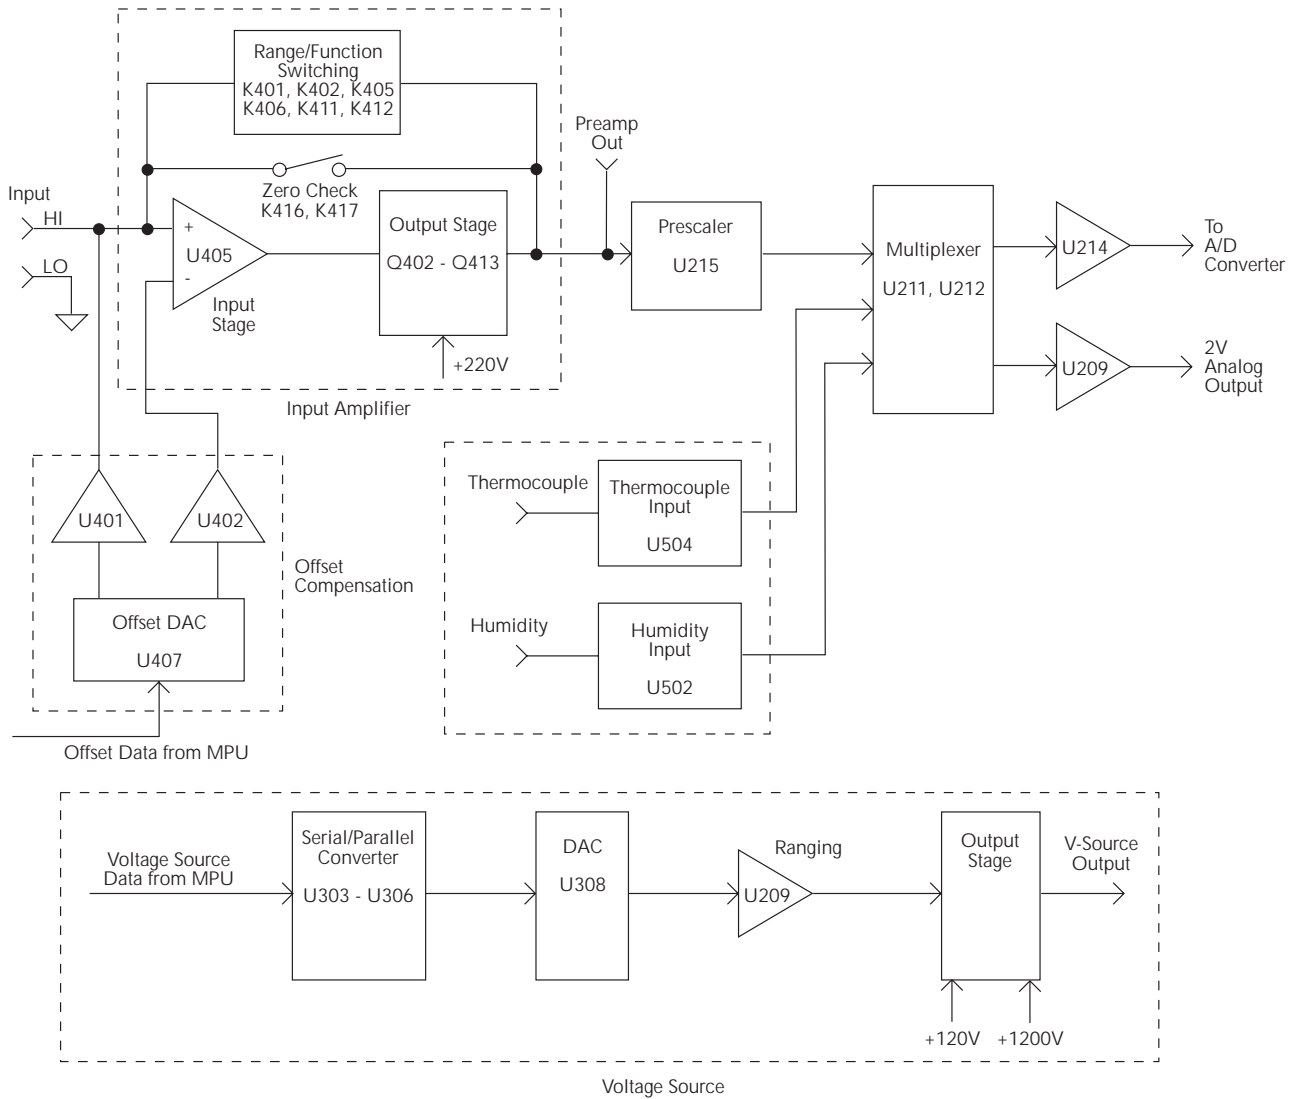 Range/Function
Switching
K401, K402, K405
K406, K411, K412
Preamp
Out
Zero Check
K416, K417
Input
HI
LO
+
U405
-
Input
Stage
Output Stage
Q402 - Q413
+220V
Input Amplifier
Prescaler
U215
Multiplexer
U211, U212
U214
To
A/D
Converter
U209
2V
Analog
Output
U401
U402
Offset
Compensation
Offset DAC
U407
Offset Data from MPU
Thermocouple
Thermocouple
Input
U504
Humidity
Humidity
Input
U502
Voltage Source
Data from MPU
Serial/Parallel
Converter
U303 - U306
DAC
U308
Ranging
U209
Output
Stage
V-Source
Output
+120V
+1200V
Voltage Source